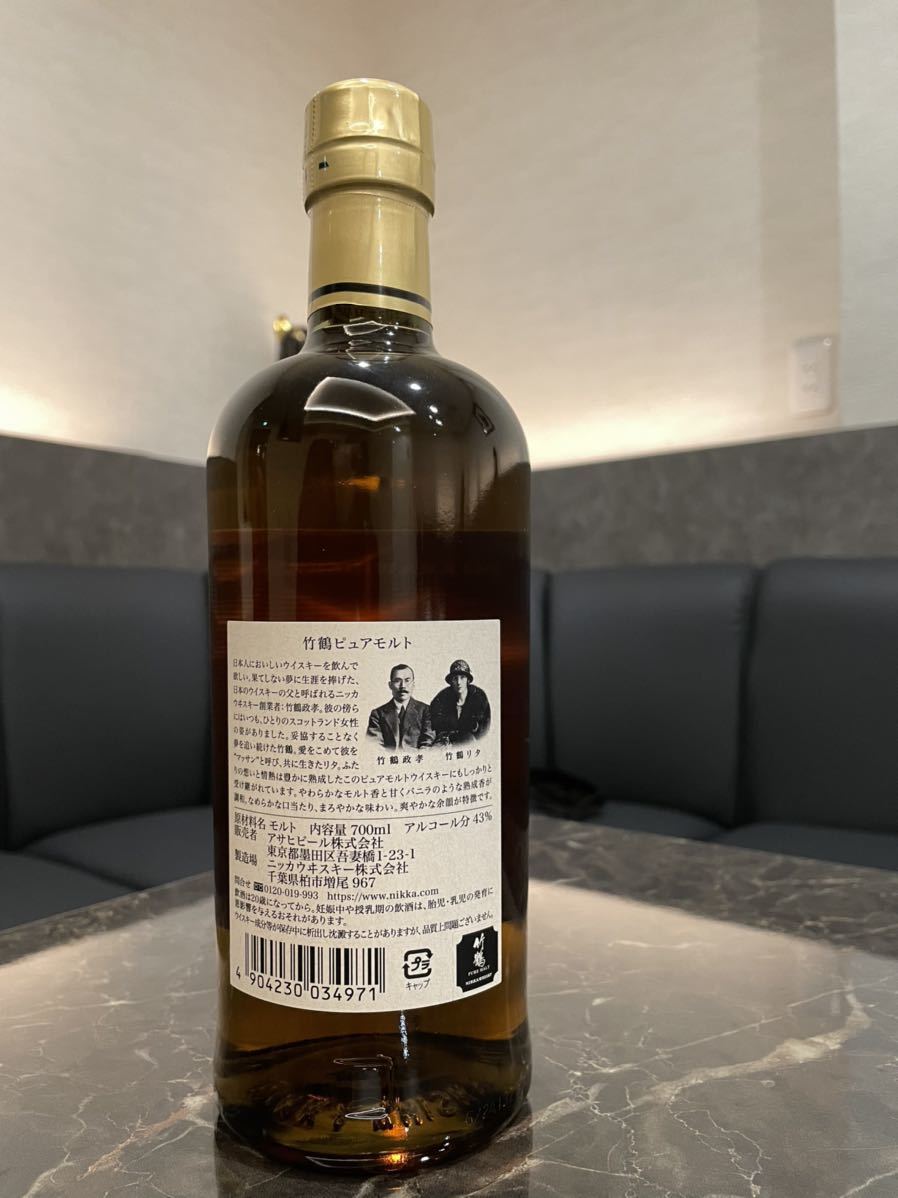 竹鶴ピュアモルト
日本人においしいウイスキーを飲んで
欲しい。果てしない夢に生涯を捧げた、
日本のウイスキーの父と呼ばれるニッカ
ウヰスキー創業者：竹鶴政孝。彼の傍ら
にはいつも、ひとりのスコットランド女性
の姿がありました。妥協することなく
夢を追い続けた竹鶴。愛をこめて彼を
"マッサン"と呼び、共に生きたリタ。ふた
りの想いと情熱は豊かに熟成したこのピュアモルトウイスキーにもしっかりと
受け継がれています。やわらかなモルト香と甘くバニラのような熟成香が
調和。なめらかな口当たり、まろやかな味わい。爽やかな余韻が特徴です。
竹鶴政孝 竹鶴リタ
原材料名 モルト 内容量 700ml アルコール分 43%
販売者 アサヒビール株式会社
東京都墨田区吾妻橋1-23-1
製造場 ニッカウヰスキー株式会社
千葉県柏市増尾 967
問合せ 0120-019-993 https://www.nikka.com
飲酒は20歳になってから。妊娠中や授乳期の飲酒は、胎児・乳児の発育に
悪影響を与えるおそれがあります。
ウイスキー成分等が保存中に析出し沈澱することがありますが、品質上問題ございません。
4 904230 034971
プラ
キャップ
竹鶴
PURE MALT
NIKKA WHISKY